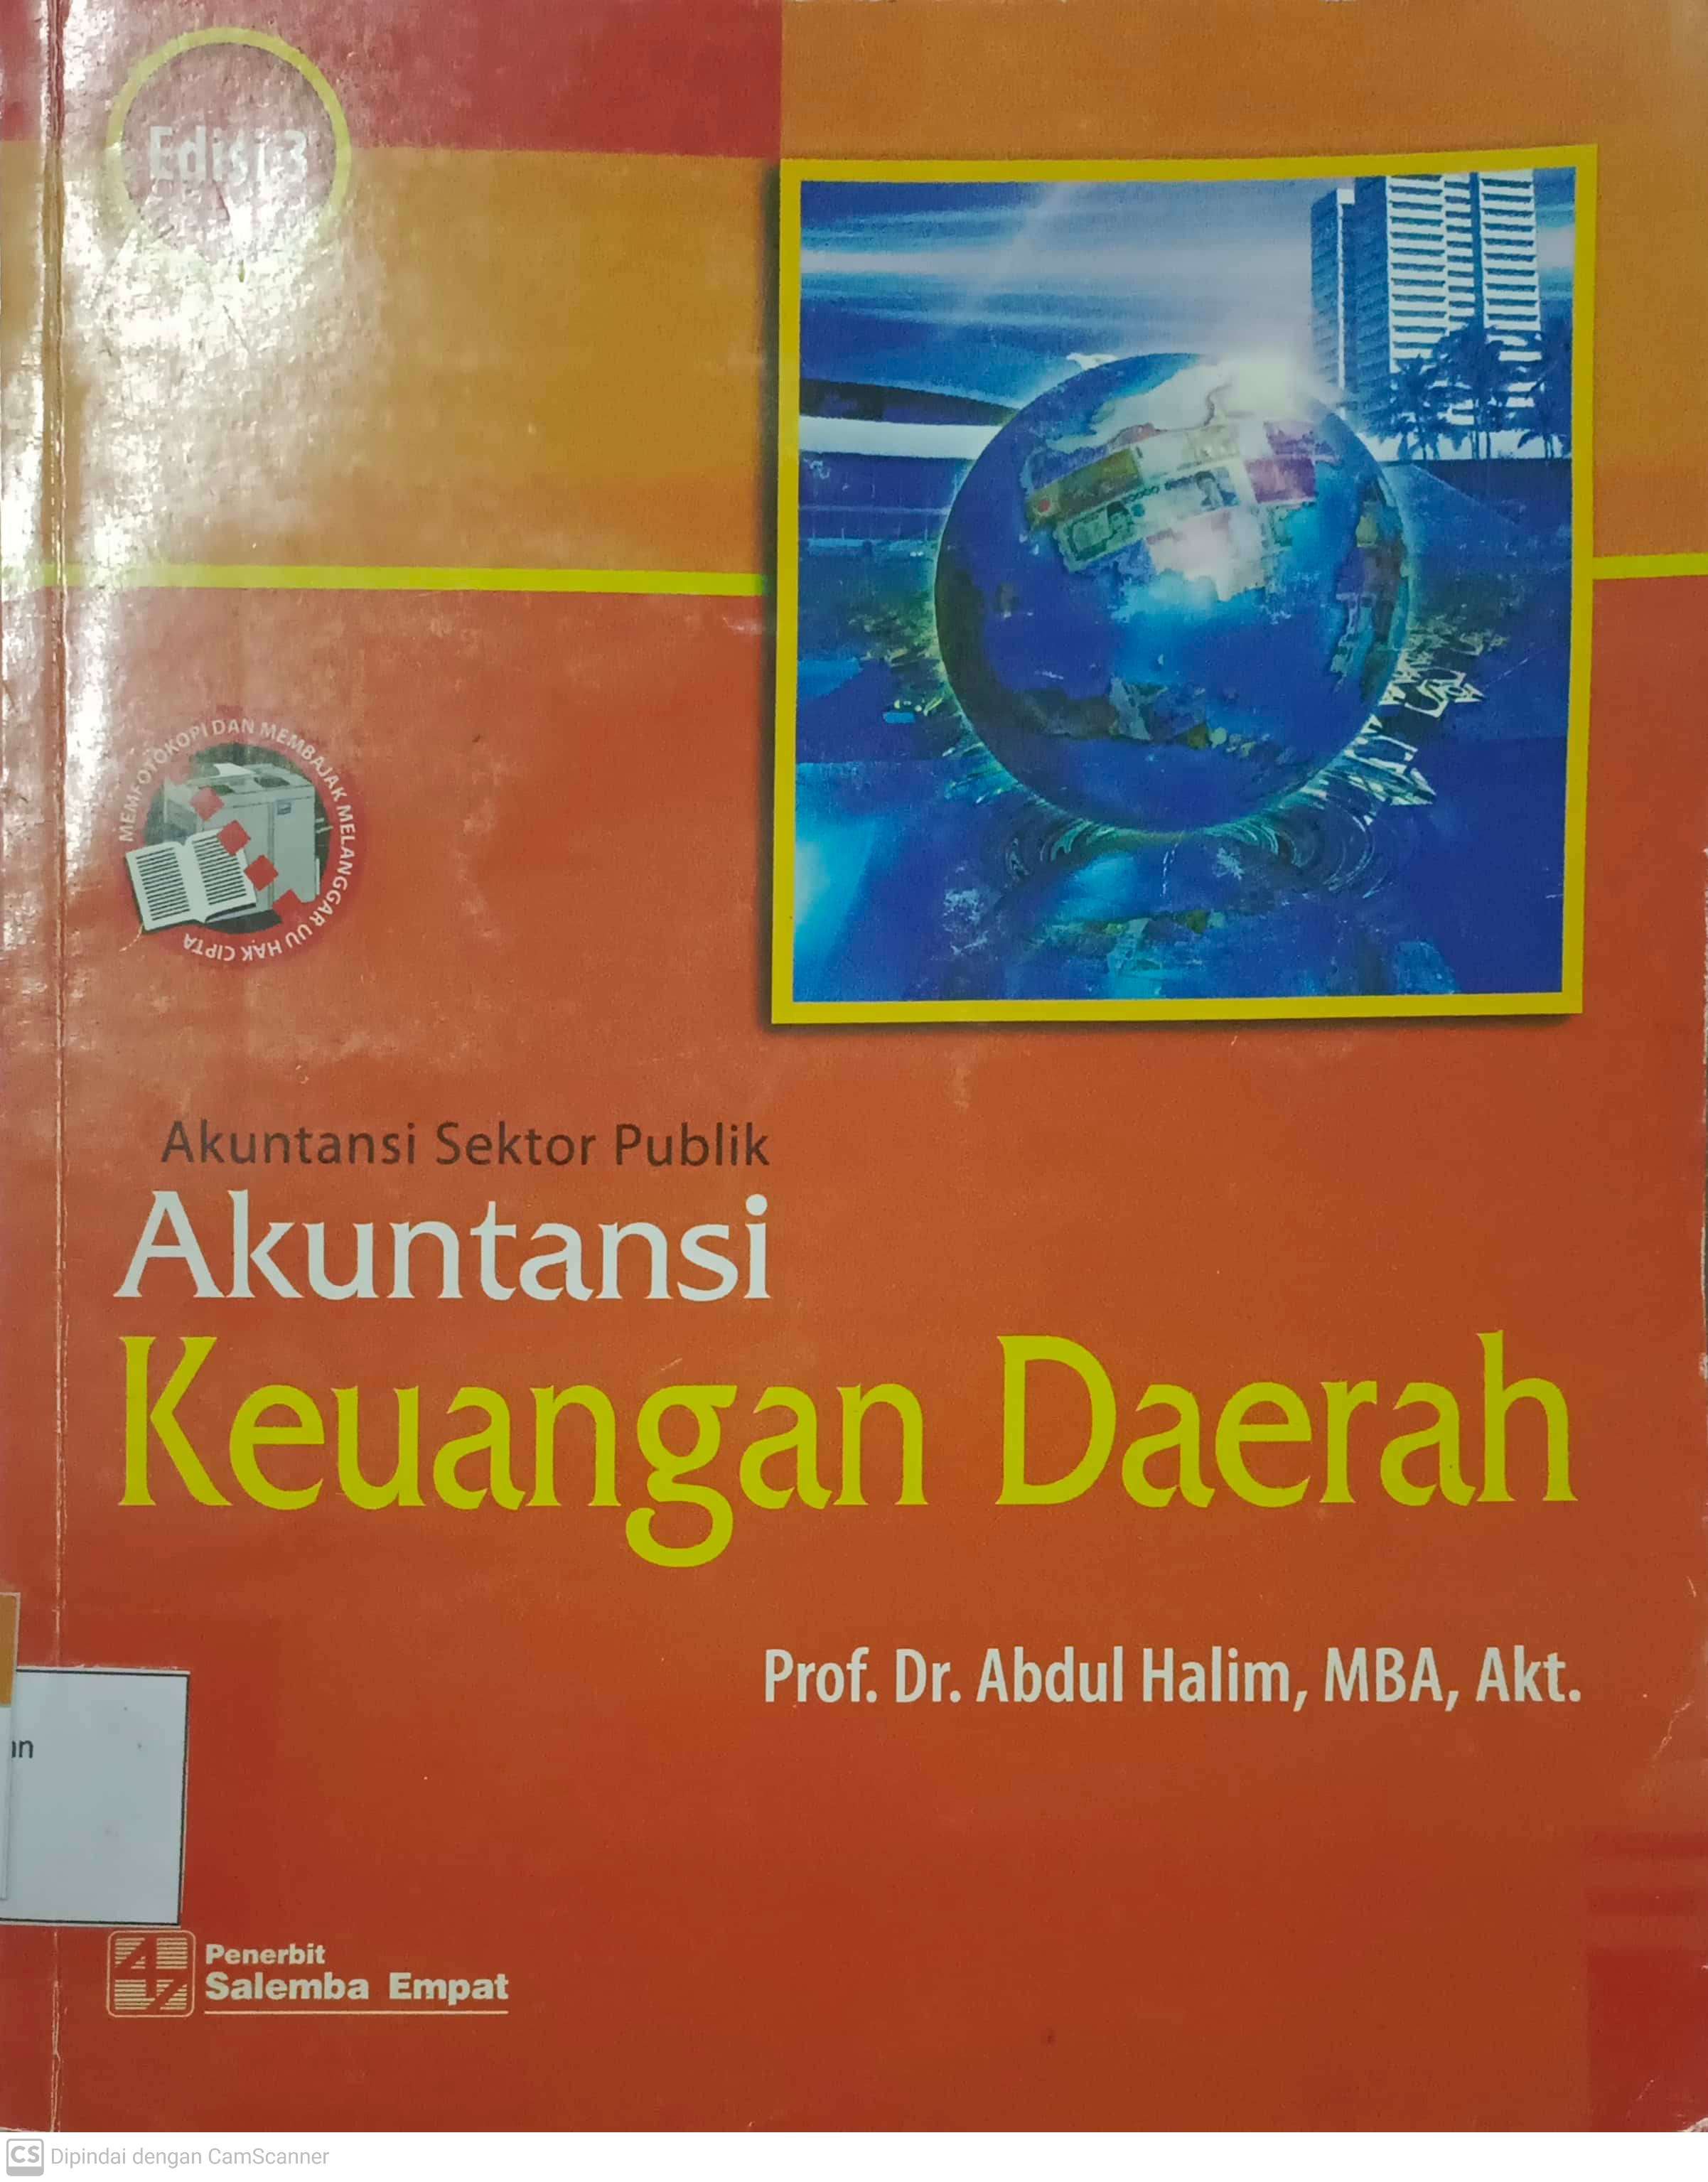 Edisi 3
MEMFOTOKOPI DAN MEMBAJAK MELANGGAR UU HAK CIPTA
Akuntansi Sektor Publik
Akuntansi
Keuangan Daerah
Prof. Dr. Abdul Halim, MBA, Akt.
Penerbit
Salemba Empat
CS Dipindai dengan CamScanner